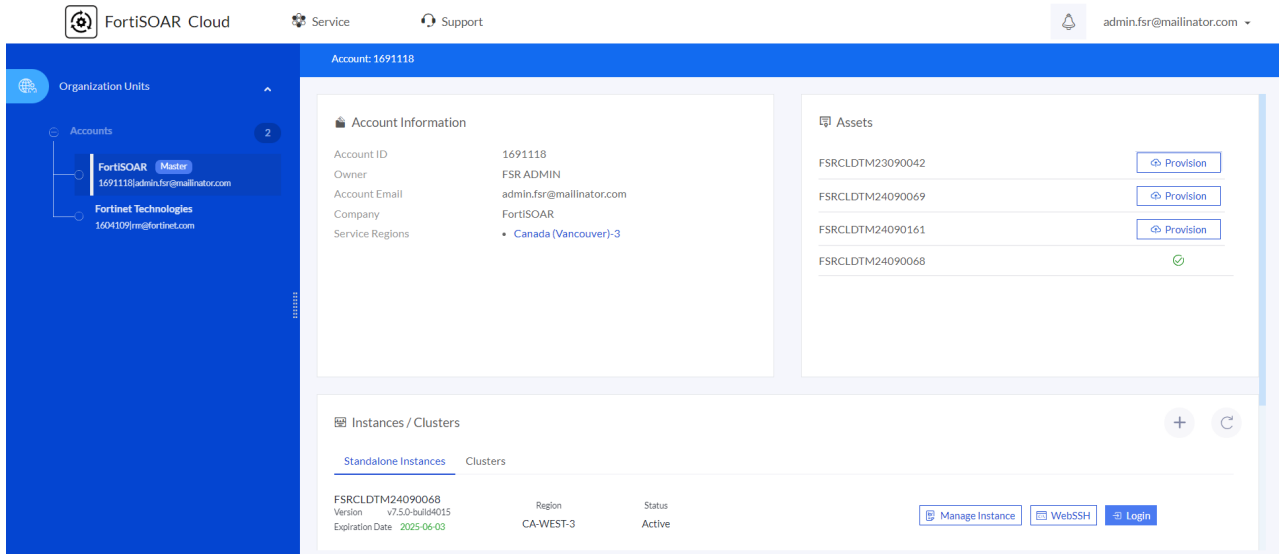 FortiSOAR Cloud
Service
Support
admin.fsr@mailinator.com
Organization Units
Accounts
2
FortiSOAR Master
1691118|admin.fsr@mailinator.com
Fortinet Technologies
1604109|rm@fortinet.com
Account: 1691118
Account Information
Account ID 1691118
Owner FSR ADMIN
Account Email admin.fsr@mailinator.com
Company FortiSOAR
Service Regions • Canada (Vancouver)-3
Assets
FSRCLDTM23090042 Provision
FSRCLDTM24090069 Provision
FSRCLDTM24090161 Provision
FSRCLDTM24090068
Instances / Clusters
Standalone Instances Clusters
FSRCLDTM24090068
Version v7.5.0-build4015
Expiration Date 2025-06-03
Region
CA-WEST-3
Status
Active
Manage Instance
WebSSH
Login